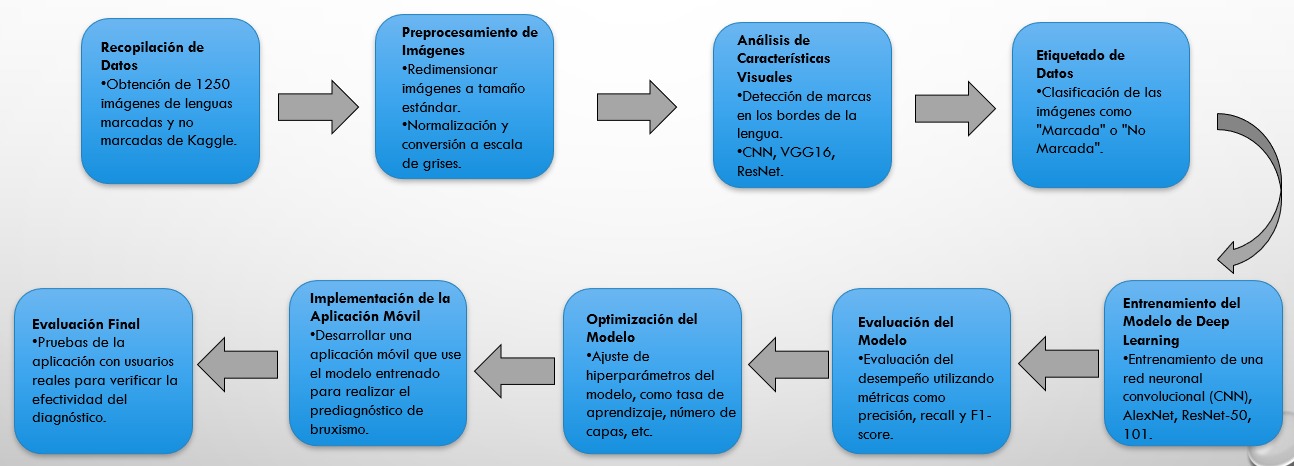 Recopilación de
Datos
•Obtención de 1250
imágenes de lenguas
marcadas y no
marcadas de Kaggle.
Preprocesamiento de
Imágenes
•Redimensionar
imágenes a tamaño
estándar.
•Normalización y
conversión a escala
de grises.
Análisis de
Características
Visuales
•Detección de marcas
en los bordes de la
lengua.
•CNN, VGG16,
ResNet.
Etiquetado de
Datos
•Clasificación de las
imágenes como
"Marcada" o "No
Marcada".
Entrenamiento del
Modelo de Deep
Learning
•Entrenamiento de una
red neuronal
convolucional (CNN),
AlexNet, ResNet-50,
101.
Evaluación del
Modelo
•Evaluación del
desempeño utilizando
métricas como
precisión, recall y F1-
score.
Optimización del
Modelo
•Ajuste de
hiperparámetros del
modelo, como tasa de
aprendizaje, número de
capas, etc.
Implementación de la
Aplicación Móvil
•Desarrollar una
aplicación móvil que use
el modelo entrenado
para realizar el
prediagnóstico de
bruxismo.
Evaluación Final
•Pruebas de la
aplicación con usuarios
reales para verificar la
efectividad del
diagnóstico.